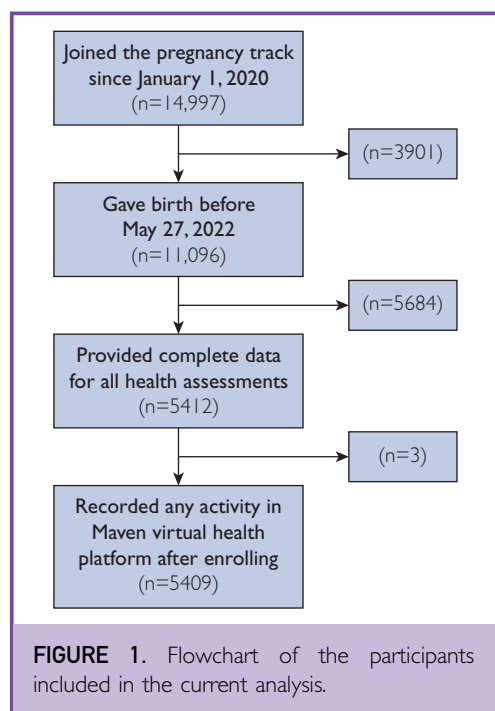 Joined the pregnancy track
since January 1, 2020
(n=14,997)
(n=3901)
Gave birth before
May 27, 2022
(n=11,096)
(n=5684)
Provided complete data
for all health assessments
(n=5412)
(n=3)
Recorded any activity in
Maven virtual health
platform after enrolling
(n=5409)
FIGURE 1. Flowchart of the participants
included in the current analysis.